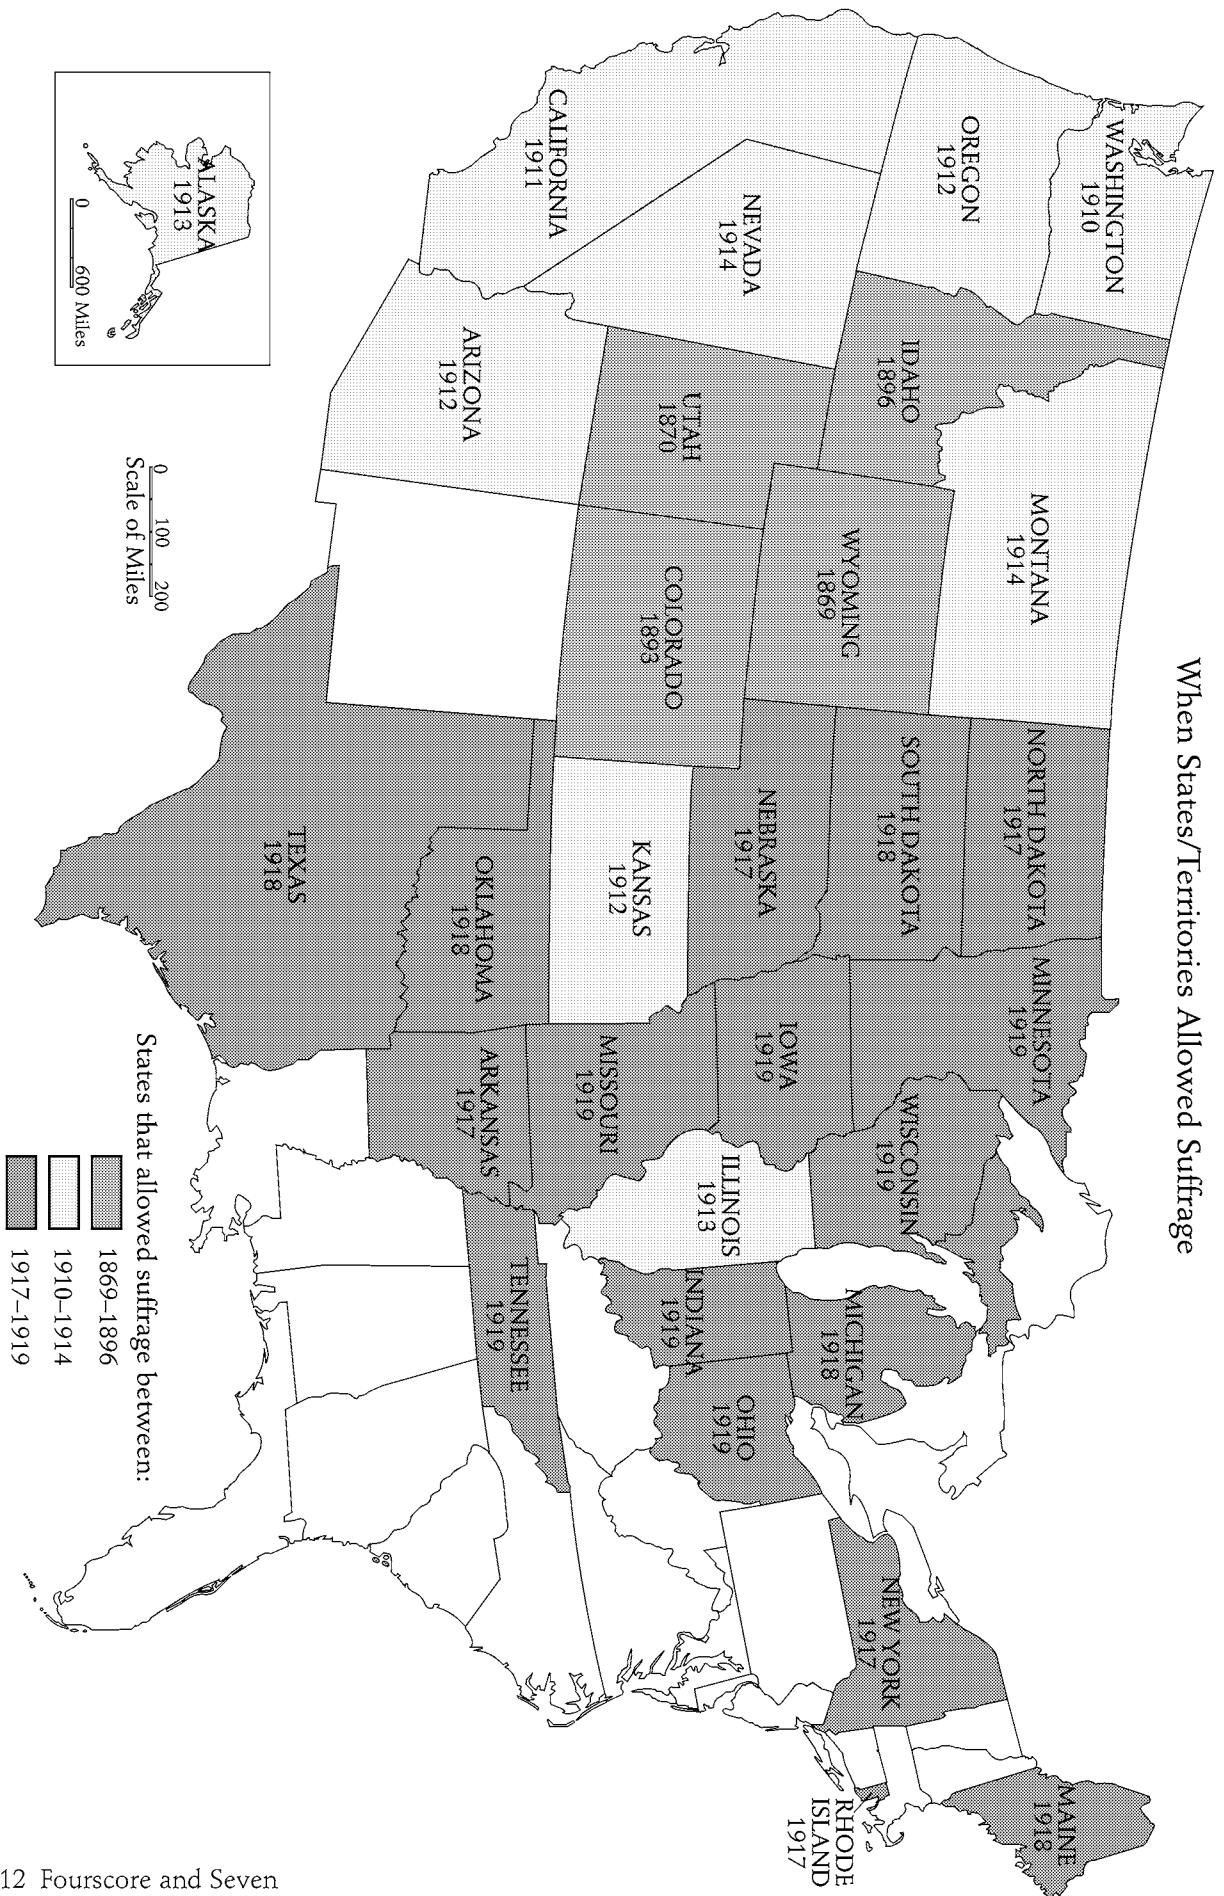 When States/Territories Allowed Suffrage
WASHINGTON
1910
OREGON
1912
CALIFORNIA
1911
NEVADA
1914
IDAHO
1896
MONTANA
1914
WYOMING
1869
UTAH
1870
COLORADO
1893
ARIZONA
1912
NORTH DAKOTA
1917
SOUTH DAKOTA
1918
NEBRASKA
1917
KANSAS
1912
OKLAHOMA
1918
TEXAS
1918
MINNESOTA
1919
IOWA
1919
MISSOURI
1919
ARKANSAS
1917
WISCONSIN
1919
ILLINOIS
1913
INDIANA
1919
MICHIGAN
1918
OHIO
1919
TENNESSEE
1919
NEW YORK
1917
MAINE
1918
RHODE
ISLAND
1917
ALASKA
1913
0 600 Miles
0 100 200
Scale of Miles
States that allowed suffrage between:
1869–1896
1910–1914
1917–1919
12 Fourscore and Seven